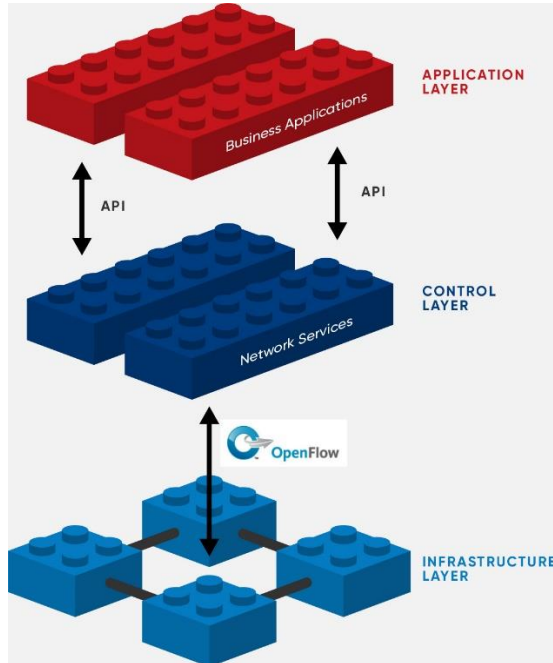 APPLICATION
LAYER
Business Applications
API
API
CONTROL
LAYER
Network Services
OpenFlow
INFRASTRUCTURE
LAYER